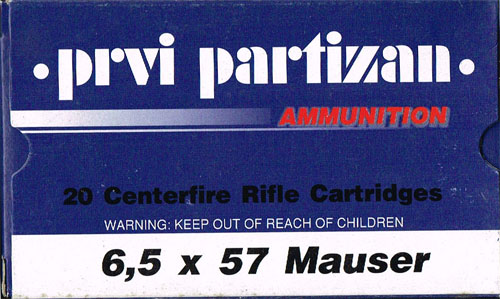 • prvi partizan •
AMMUNITION
20 Centerfire Rifle Cartridges
WARNING: KEEP OUT OF REACH OF CHILDREN
6,5 x 57 Mauser